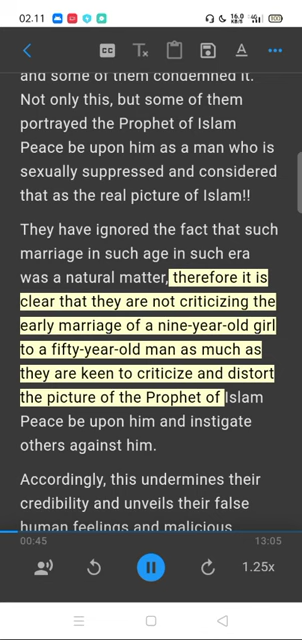 02.11
16.0 KB/S
4G
and some of them condemned it.
Not only this, but some of them
portrayed the Prophet of Islam
Peace be upon him as a man who is
sexually suppressed and considered
that as the real picture of Islam!!
They have ignored the fact that such
marriage in such age in such era
was a natural matter, therefore it is
clear that they are not criticizing the
early marriage of a nine-year-old girl
to a fifty-year-old man as much as
they are keen to criticize and distort
the picture of the Prophet of Islam
Peace be upon him and instigate
others against him.
Accordingly, this undermines their
credibility and unveils their false
human feelings and malicious
00:45
13:05
1.25x